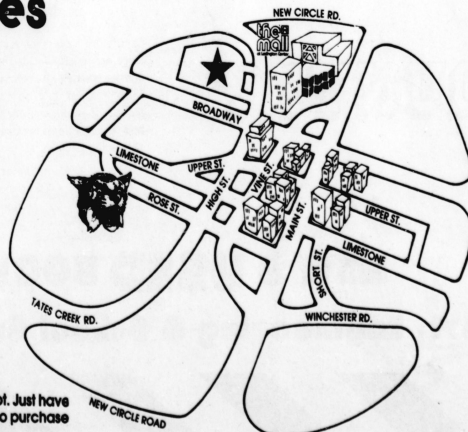 es
NEW CIRCLE RD.
the
mall
BROADWAY
LIMESTONE
UPPER ST.
HIGH ST.
VINE ST.
ROSE ST.
MAIN ST.
UPPER ST.
LIMESTONE
SHORT ST.
WINCHESTER RD.
TATES CREEK RD.
NEW CIRCLE ROAD
ot. Just have
o purchase